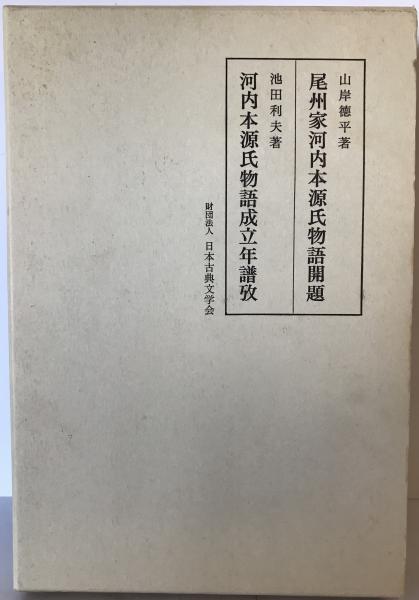 山岸德平著
尾州家河内本源氏物語開題
池田利夫著
河内本源氏物語成立年譜攷
財団法人 日本古典文学会